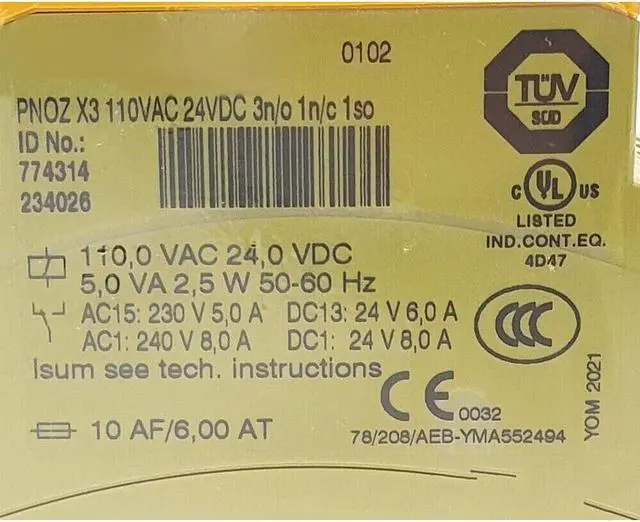 0102
PNOZ X3 110VAC 24VDC 3n/o 1n/c 1so
ID No.:
774314
234026
TÜV
SÜD
C UL US
LISTED
IND.CONT.EQ.
4D47
110,0 VAC 24,0 VDC
5,0 VA 2,5 W 50-60 Hz
AC15: 230 V 5,0 A DC13: 24 V 6,0 A
AC1: 240 V 8,0 A DC1: 24 V 8,0 A
Isum see tech. instructions
CCC
CE 0032
10 AF/6,00 AT
78/208/AEB-YMA552494
YOM 2021